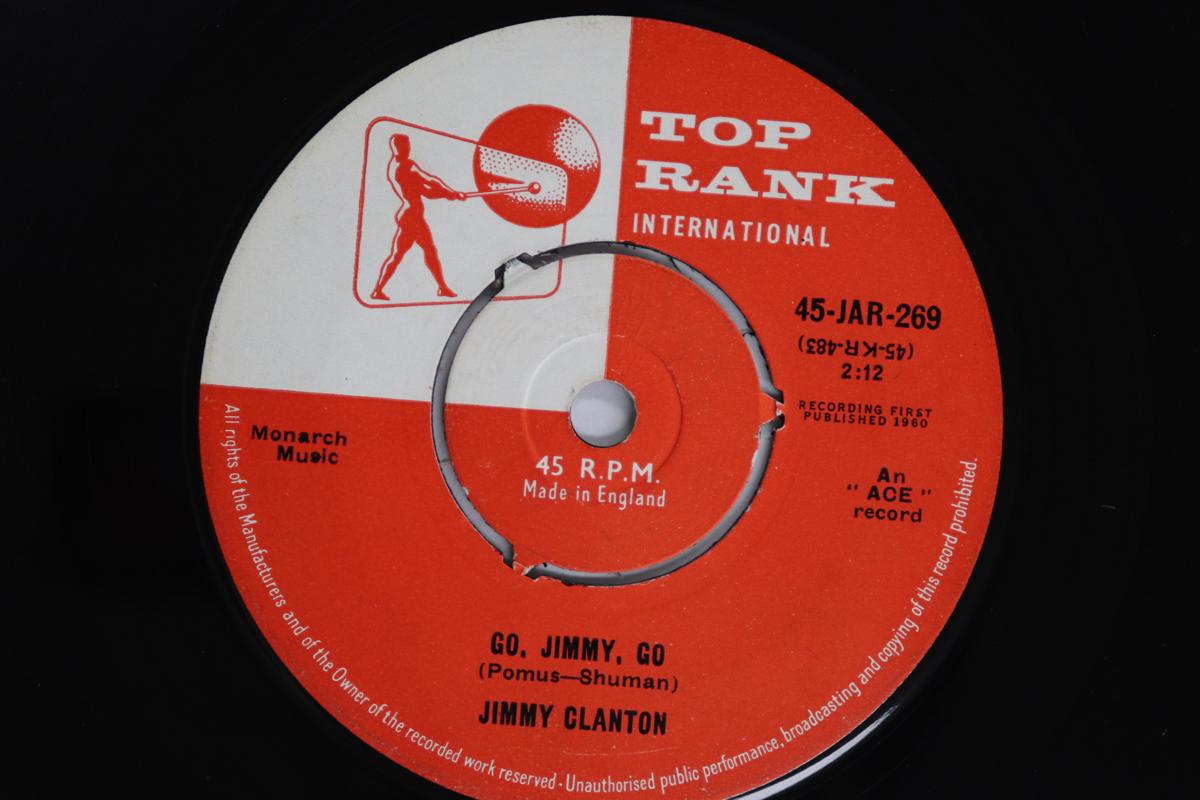 TOP
RANK
INTERNATIONAL
45-JAR-269
(45-KR-483)
2:12
RECORDING FIRST
PUBLISHED 1960
Monarch
Music
An
" ACE "
record
45 R.P.M.
Made in England
GO, JIMMY, GO
(Pomus—Shuman)
JIMMY CLANTON
All rights of the Manufacturers and of the Owner of the recorded work reserved · Unauthorised public performance, broadcasting and copying of this record prohibited.